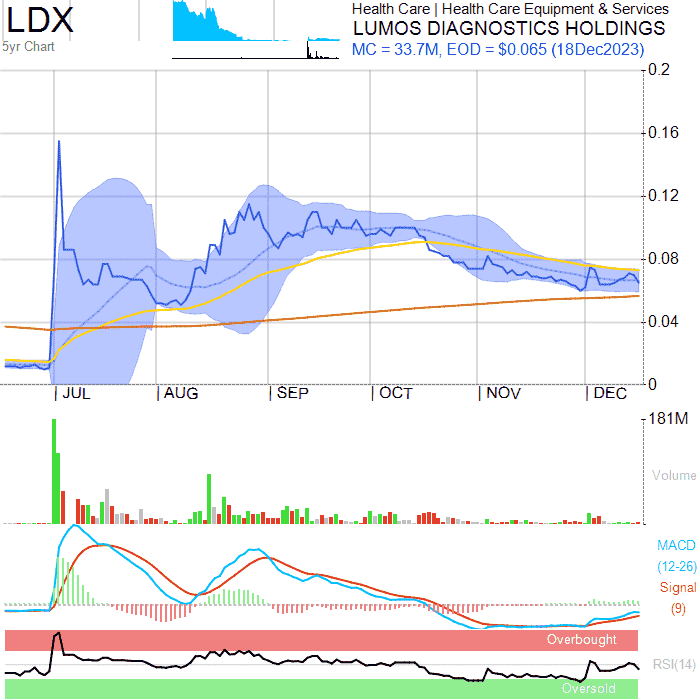 LDX
5yr Chart
Health Care | Health Care Equipment & Services
LUMOS DIAGNOSTICS HOLDINGS
MC = 33.7M, EOD = $0.065 (18Dec2023)
0.2
0.16
0.12
0.08
0.04
0
JUL
AUG
SEP
OCT
NOV
DEC
181M
Volume
MACD
(12-26)
Signal
(9)
Overbought
RSI(14)
Oversold